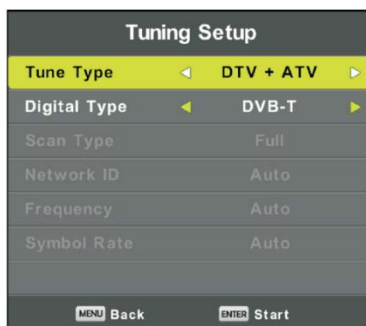 Tuning Setup
Tune Type DTV + ATV
Digital Type DVB-T
Scan Type Full
Network ID Auto
Frequency Auto
Symbol Rate Auto
MENU Back ENTER Start